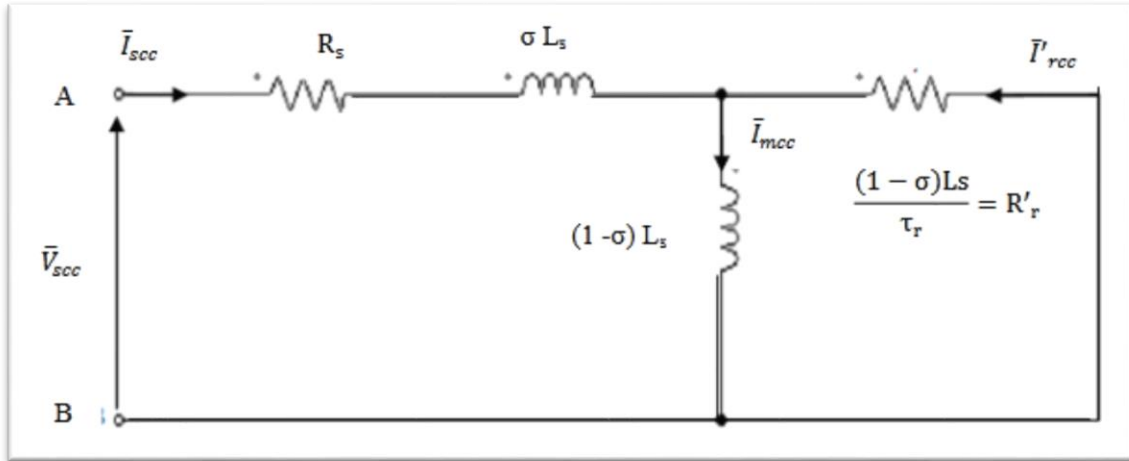 Ī_scc
R_s
σ L_s
Ī'_rcc
A
Ī_mcc
(1 − σ)Ls / τ_r = R'_r
(1 -σ) L_s
V̄_scc
B